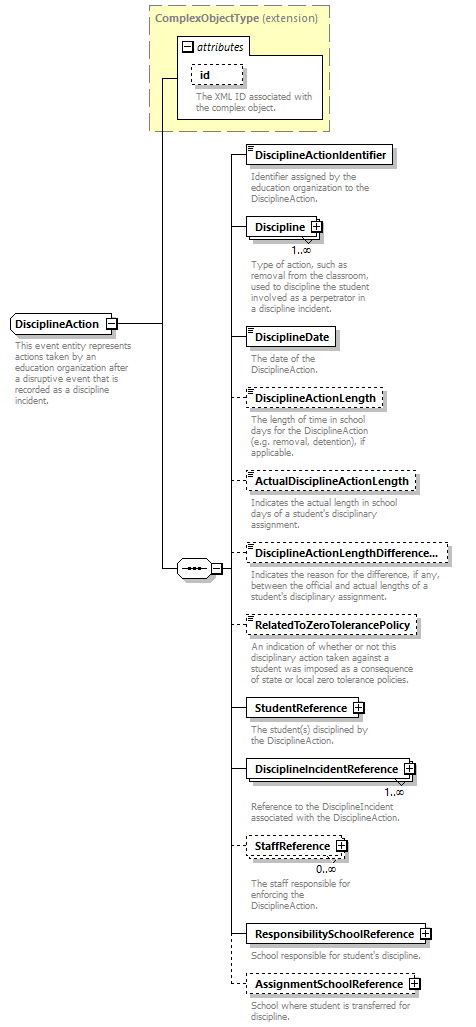 ComplexObjectType (extension)
attributes
id
The XML ID associated with
the complex object.
DisciplineActionIdentifier
Identifier assigned by the
education organization to the
DisciplineAction.
Discipline
1..∞
Type of action, such as
removal from the classroom,
used to discipline the student
involved as a perpetrator in
a discipline incident.
DisciplineAction
This event entity represents
actions taken by an
education organization after
a disruptive event that is
recorded as a discipline
incident.
DisciplineDate
The date of the
DisciplineAction.
DisciplineActionLength
The length of time in school
days for the DisciplineAction
(e.g. removal, detention), if
applicable.
ActualDisciplineActionLength
Indicates the actual length in school
days of a student's disciplinary
assignment.
DisciplineActionLengthDifference...
Indicates the reason for the difference, if any,
between the official and actual lengths of a
student's disciplinary assignment.
RelatedToZeroTolerancePolicy
An indication of whether or not this
disciplinary action taken against a
student was imposed as a consequence
of state or local zero tolerance policies.
StudentReference
The student(s) disciplined by
the DisciplineAction.
DisciplineIncidentReference
1..∞
Reference to the DisciplineIncident
associated with the DisciplineAction.
StaffReference
0..∞
The staff responsible for
enforcing the
DisciplineAction.
ResponsibilitySchoolReference
School responsible for student's discipline.
AssignmentSchoolReference
School where student is transferred for
discipline.